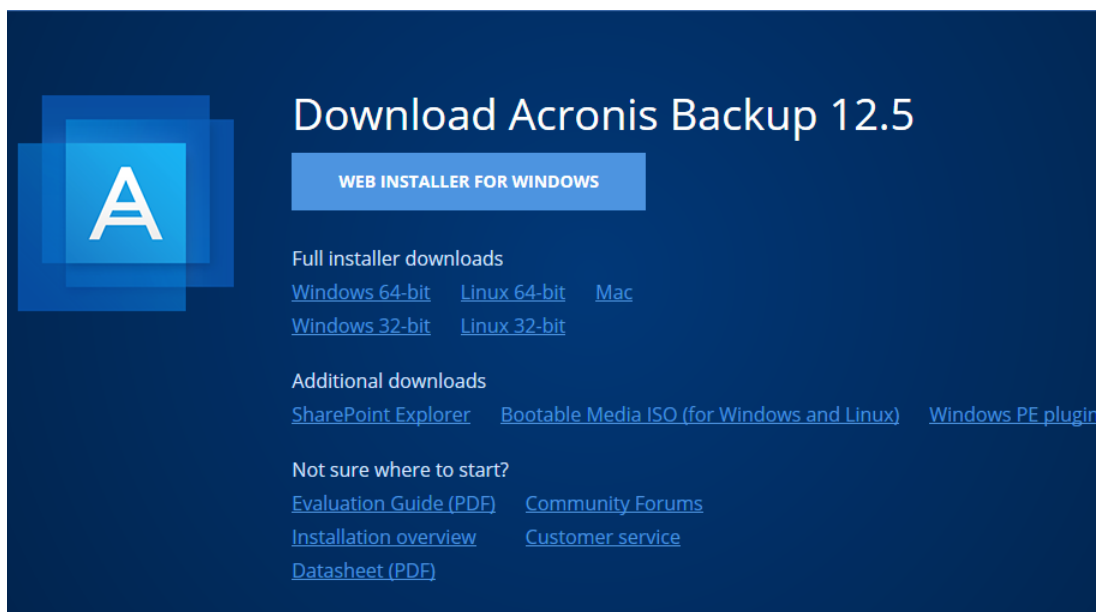 Download Acronis Backup 12.5
WEB INSTALLER FOR WINDOWS
Full installer downloads
Windows 64-bit Linux 64-bit Mac
Windows 32-bit Linux 32-bit
Additional downloads
SharePoint Explorer Bootable Media ISO (for Windows and Linux) Windows PE plugin
Not sure where to start?
Evaluation Guide (PDF) Community Forums
Installation overview Customer service
Datasheet (PDF)